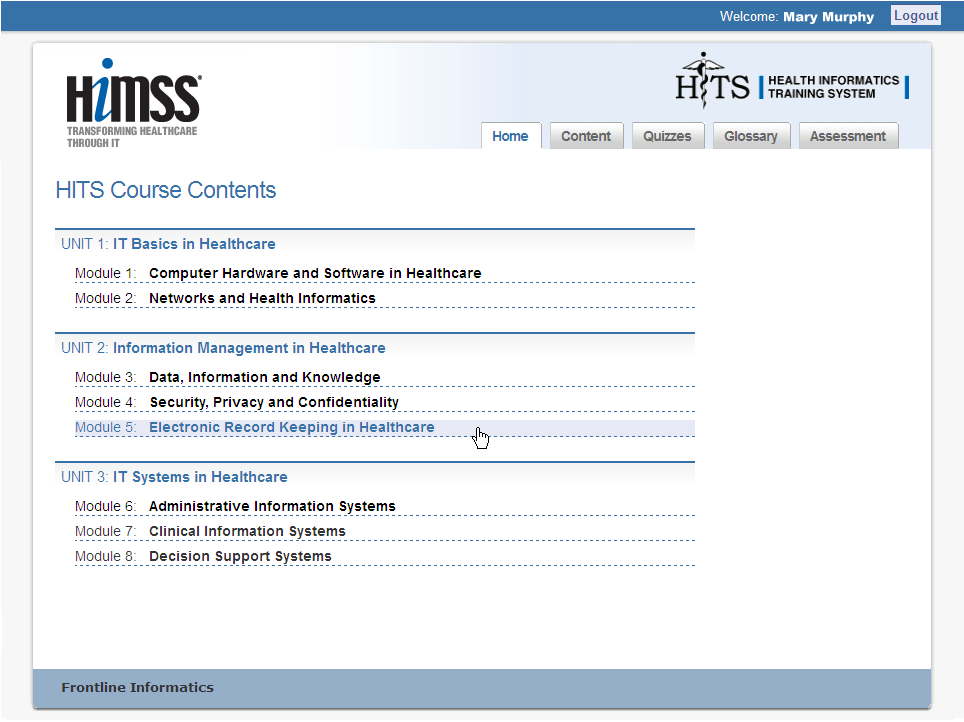 Welcome: Mary Murphy Logout
HIMSS®
TRANSFORMING HEALTHCARE
THROUGH IT
HITS HEALTH INFORMATICS
TRAINING SYSTEM
Home Content Quizzes Glossary Assessment
HITS Course Contents
UNIT 1: IT Basics in Healthcare
Module 1: Computer Hardware and Software in Healthcare
Module 2: Networks and Health Informatics
UNIT 2: Information Management in Healthcare
Module 3: Data, Information and Knowledge
Module 4: Security, Privacy and Confidentiality
Module 5: Electronic Record Keeping in Healthcare
UNIT 3: IT Systems in Healthcare
Module 6: Administrative Information Systems
Module 7: Clinical Information Systems
Module 8: Decision Support Systems
Frontline Informatics